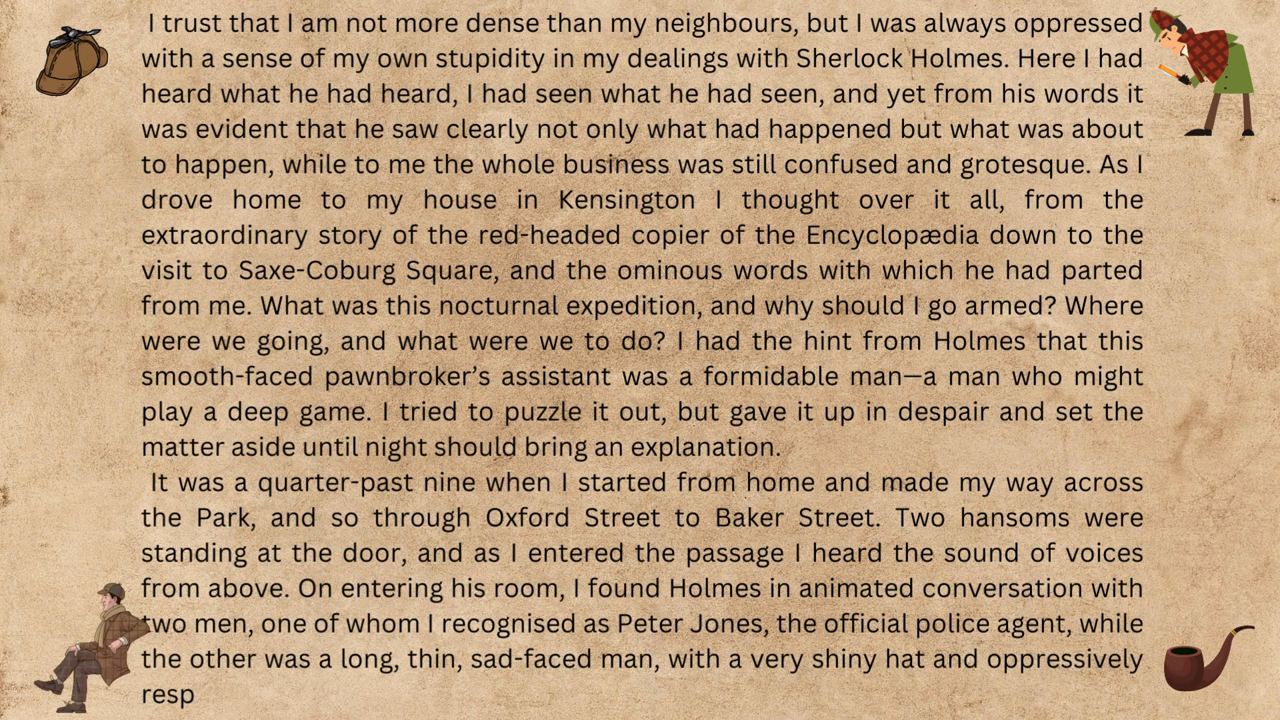 I trust that I am not more dense than my neighbours, but I was always oppressed
with a sense of my own stupidity in my dealings with Sherlock Holmes. Here I had
heard what he had heard, I had seen what he had seen, and yet from his words it
was evident that he saw clearly not only what had happened but what was about
to happen, while to me the whole business was still confused and grotesque. As I
drove home to my house in Kensington I thought over it all, from the
extraordinary story of the red-headed copier of the Encyclopædia down to the
visit to Saxe-Coburg Square, and the ominous words with which he had parted
from me. What was this nocturnal expedition, and why should I go armed? Where
were we going, and what were we to do? I had the hint from Holmes that this
smooth-faced pawnbroker’s assistant was a formidable man—a man who might
play a deep game. I tried to puzzle it out, but gave it up in despair and set the
matter aside until night should bring an explanation.
It was a quarter-past nine when I started from home and made my way across
the Park, and so through Oxford Street to Baker Street. Two hansoms were
standing at the door, and as I entered the passage I heard the sound of voices
from above. On entering his room, I found Holmes in animated conversation with
two men, one of whom I recognised as Peter Jones, the official police agent, while
the other was a long, thin, sad-faced man, with a very shiny hat and oppressively
resp